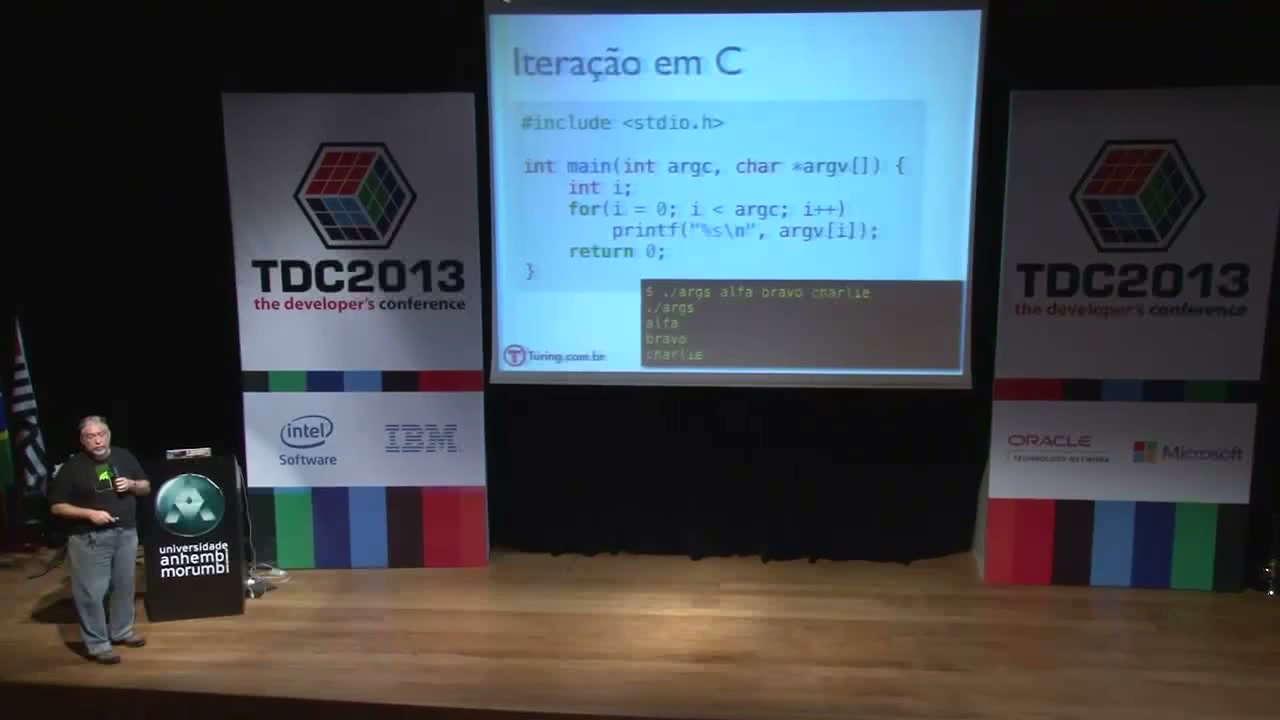 Iteração em C
#include <stdio.h>
int main(int argc, char *argv[]) {
int i;
for(i = 0; i < argc; i++)
printf("%s\n", argv[i]);
return 0;
}
$ ./args alfa bravo charlie
./args
alfa
bravo
charlie
Turing.com.br
TDC2013
the developer's conference
intel
Software
IBM
TDC2013
the developer's conference
ORACLE
TECHNOLOGY NETWORK
Microsoft
universidade
anhembi
morumbi